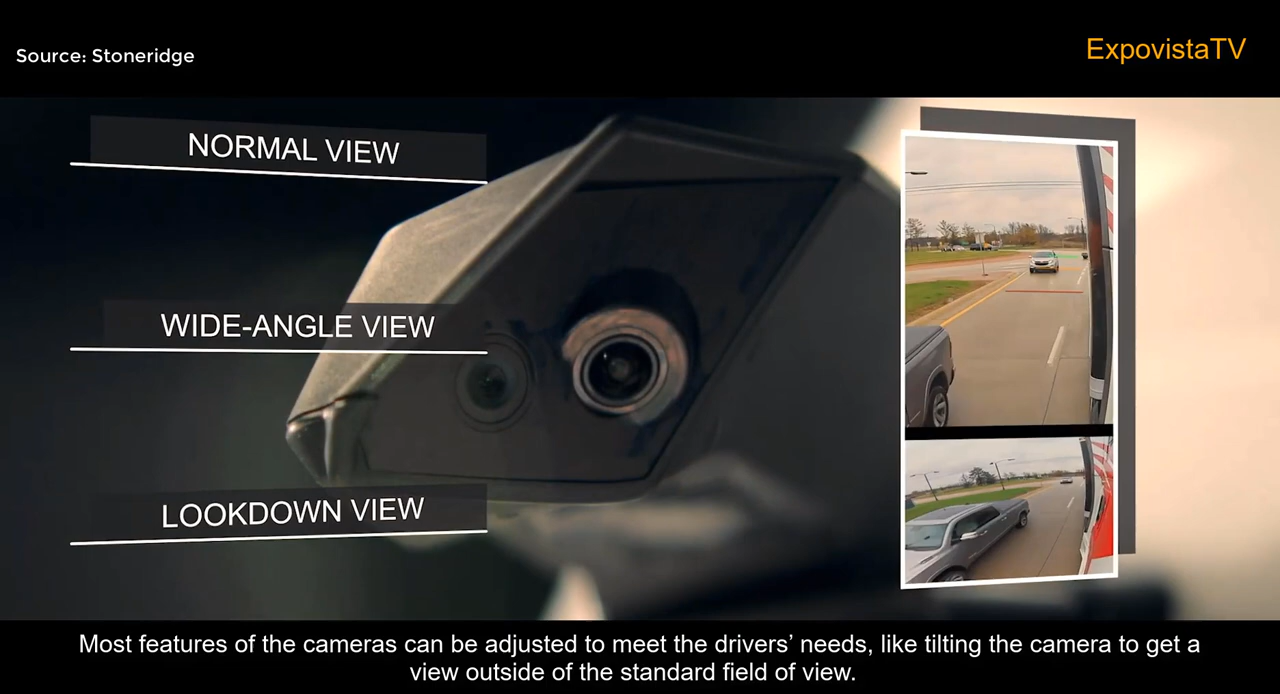 Source: Stoneridge
ExpovistaTV
NORMAL VIEW
WIDE-ANGLE VIEW
LOOKDOWN VIEW
Most features of the cameras can be adjusted to meet the drivers’ needs, like tilting the camera to get a
view outside of the standard field of view.